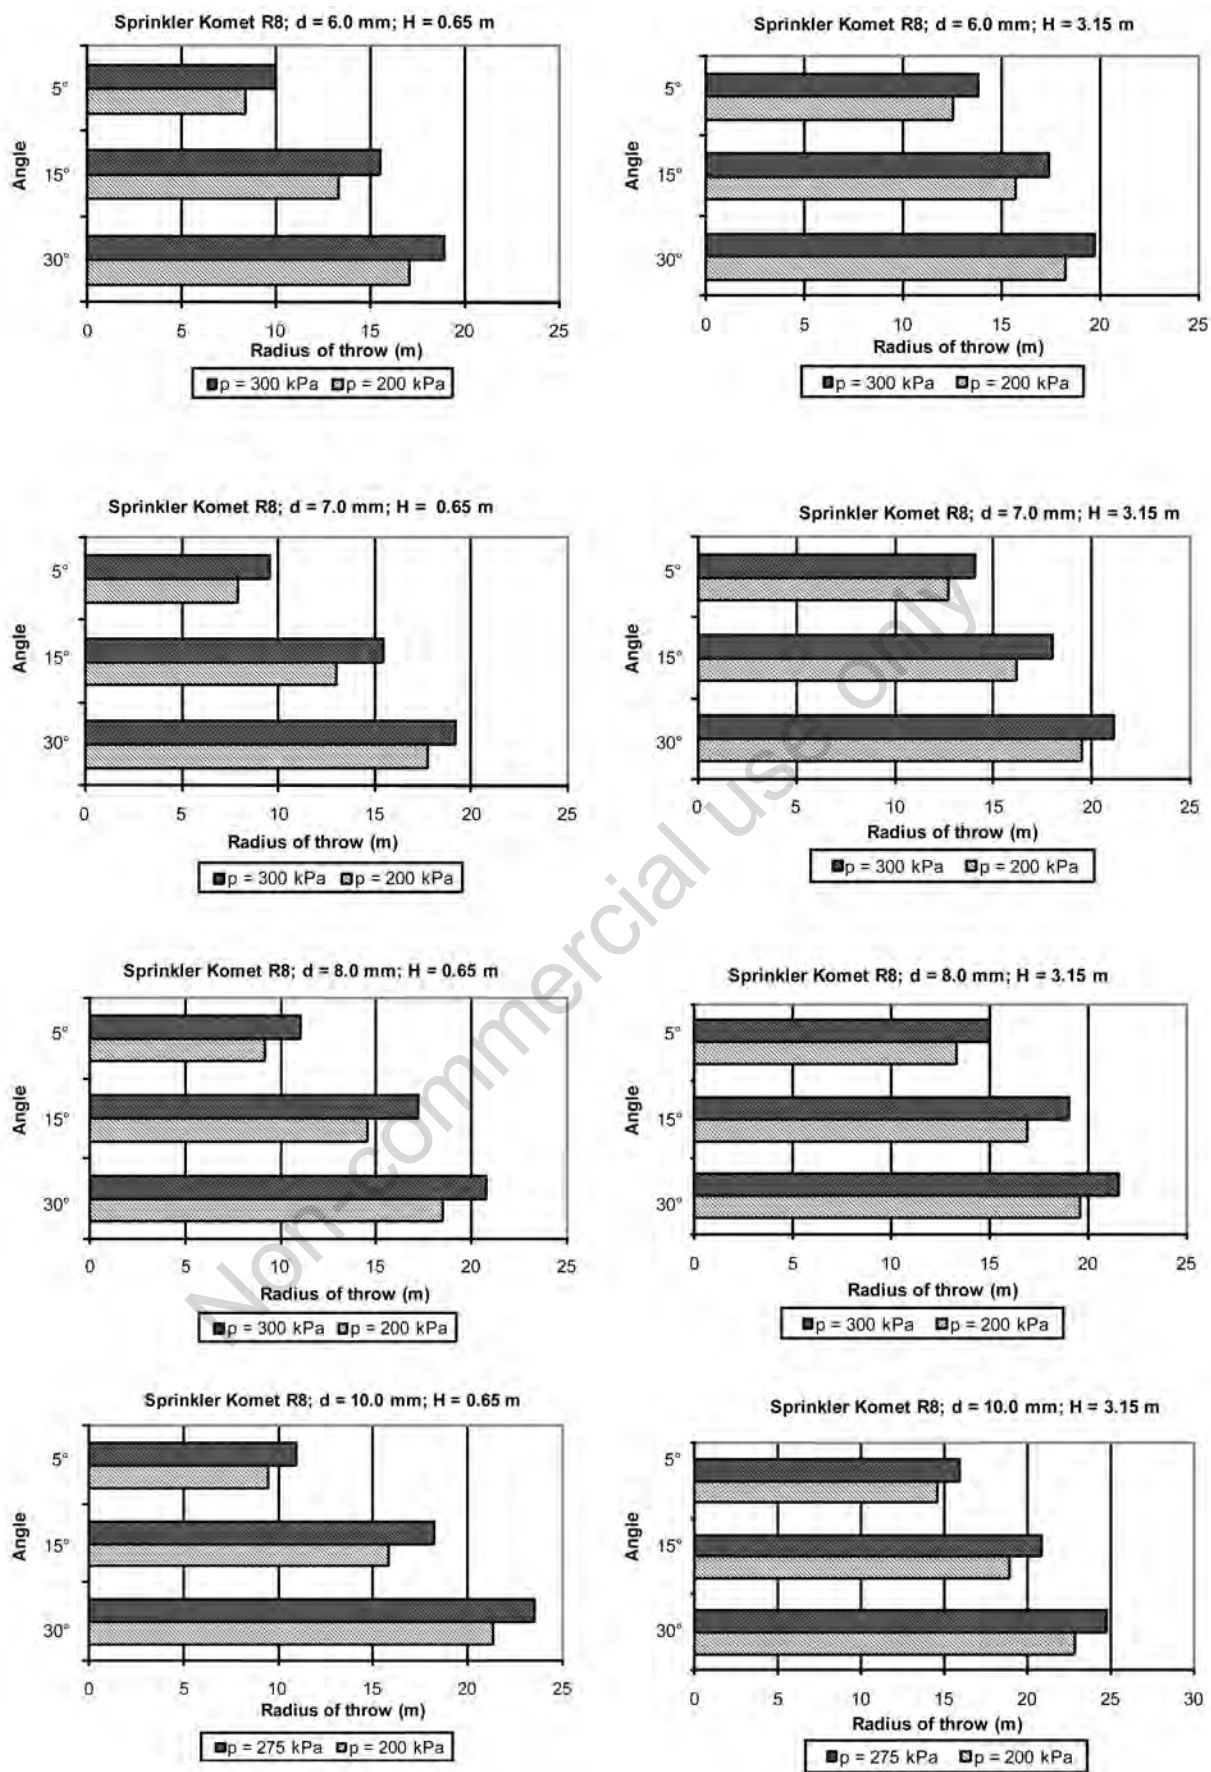 Sprinkler Komet R8; d = 6.0 mm; H = 0.65 m
5°
15°
30°
Angle
0 5 10 15 20 25
Radius of throw (m)
p = 300 kPa p = 200 kPa
Sprinkler Komet R8; d = 6.0 mm; H = 3.15 m
5°
15°
30°
Angle
0 5 10 15 20 25
Radius of throw (m)
p = 300 kPa p = 200 kPa
Sprinkler Komet R8; d = 7.0 mm; H = 0.65 m
5°
15°
30°
Angle
0 5 10 15 20 25
Radius of throw (m)
p = 300 kPa p = 200 kPa
Sprinkler Komet R8; d = 7.0 mm; H = 3.15 m
5°
15°
30°
Angle
0 5 10 15 20 25
Radius of throw (m)
p = 300 kPa p = 200 kPa
Sprinkler Komet R8; d = 8.0 mm; H = 0.65 m
5°
15°
30°
Angle
0 5 10 15 20 25
Radius of throw (m)
p = 300 kPa p = 200 kPa
Sprinkler Komet R8; d = 8.0 mm; H = 3.15 m
5°
15°
30°
Angle
0 5 10 15 20 25
Radius of throw (m)
p = 300 kPa p = 200 kPa
Sprinkler Komet R8; d = 10.0 mm; H = 0.65 m
5°
15°
30°
Angle
0 5 10 15 20 25
Radius of throw (m)
p = 275 kPa p = 200 kPa
Sprinkler Komet R8; d = 10.0 mm; H = 3.15 m
5°
15°
30°
Angle
0 5 10 15 20 25 30
Radius of throw (m)
p = 275 kPa p = 200 kPa
Non-commercial use only